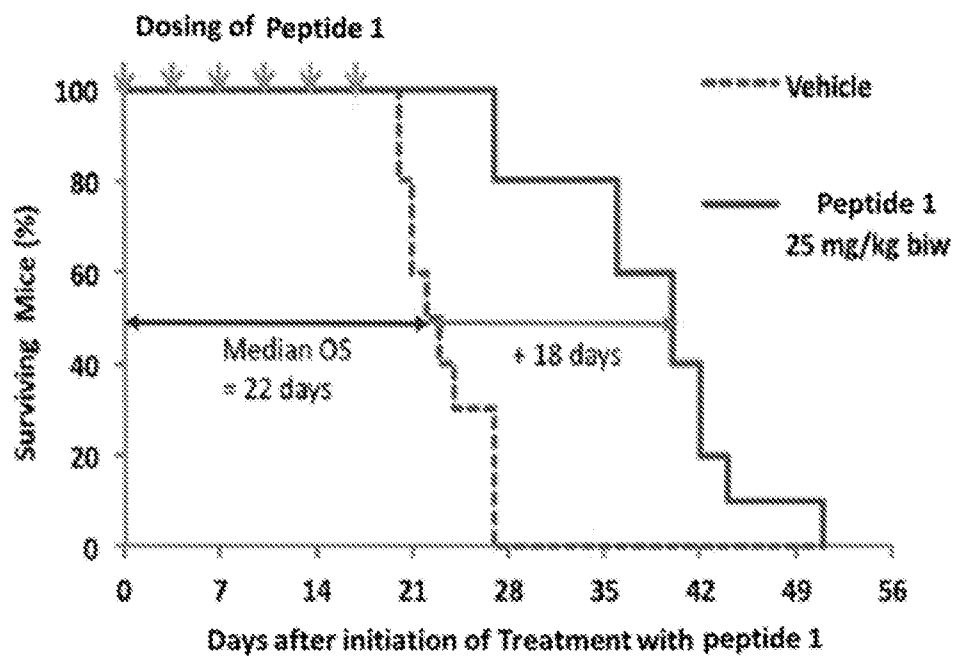 Dosing of Peptide 1
100
80
60
40
20
0
Surviving Mice (%)
Vehicle
Peptide 1
25 mg/kg biw
Median OS
= 22 days
+ 18 days
0 7 14 21 28 35 42 49 56
Days after initiation of Treatment with peptide 1